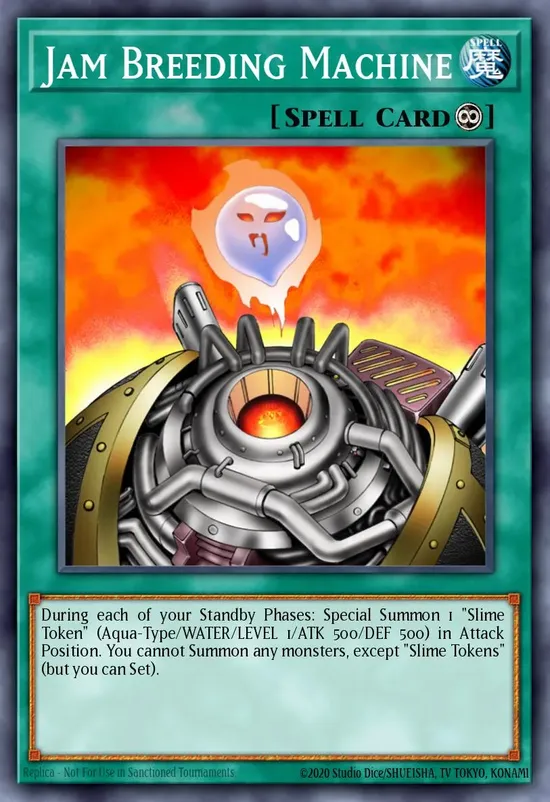 JAM BREEDING MACHINE
SPELL
魔
[SPELL CARD]
During each of your Standby Phases: Special Summon 1 "Slime
Token" (Aqua-Type/WATER/LEVEL 1/ATK 500/DEF 500) in Attack
Position. You cannot Summon any monsters, except "Slime Tokens"
(but you can Set).
Replica - Not For Use in Sanctioned Tournaments
©2020 Studio Dice/SHUEISHA, TV TOKYO, KONAMI